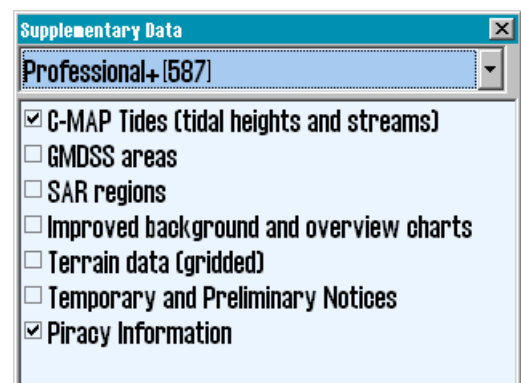 Supplementary Data
Professional+ [587]
C-MAP Tides (tidal heights and streams)
GMDSS areas
SAR regions
Improved background and overview charts
Terrain data (gridded)
Temporary and Preliminary Notices
Piracy Information